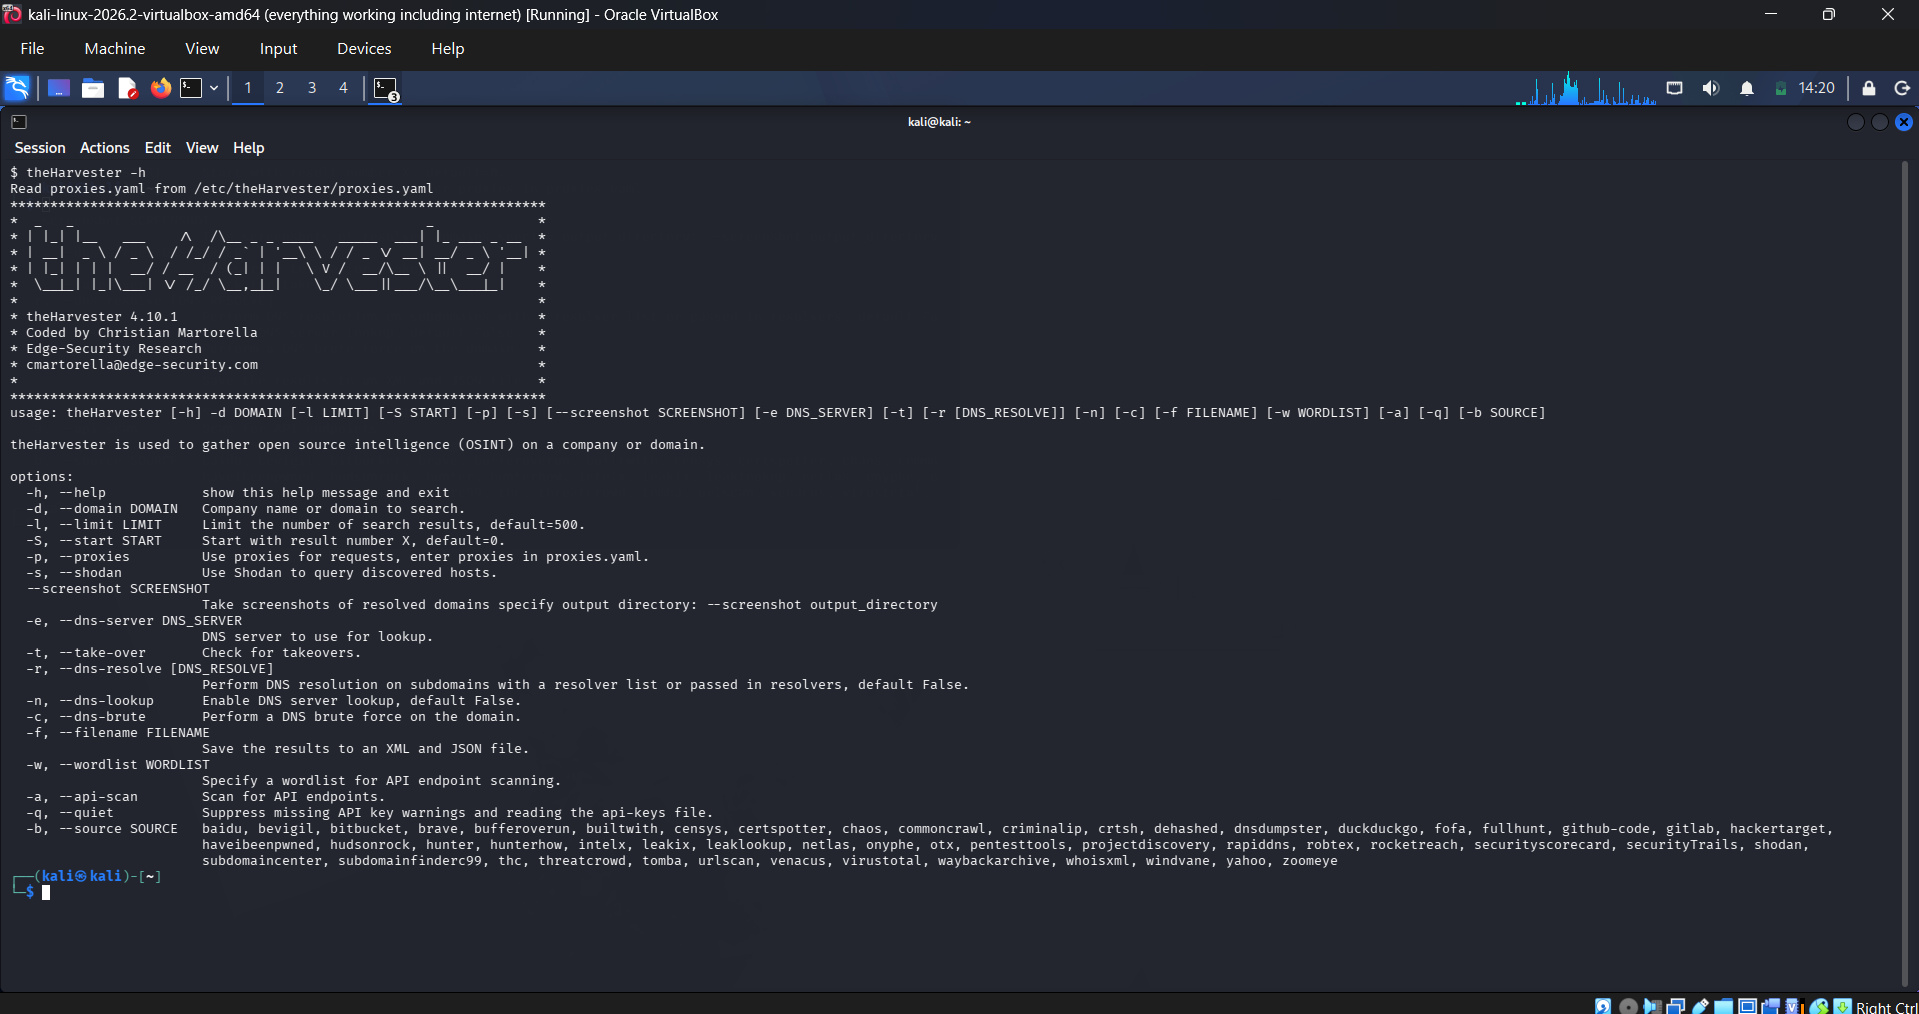 kali-linux-2026.2-virtualbox-amd64 (everything working including internet) [Running] - Oracle VirtualBox
File Machine View Input Devices Help
1 2 3 4 3 14:20
kali@kali: ~
Session Actions Edit View Help
$ theHarvester -h
Read proxies.yaml from /etc/theHarvester/proxies.yaml
*******************************************************************
theHarvester
* theHarvester 4.10.1 *
* Coded by Christian Martorella *
* Edge-Security Research *
* cmartorella@edge-security.com *
* *
*******************************************************************
usage: theHarvester [-h] -d DOMAIN [-l LIMIT] [-S START] [-p] [-s] [--screenshot SCREENSHOT] [-e DNS_SERVER] [-t] [-r [DNS_RESOLVE]] [-n] [-c] [-f FILENAME] [-w WORDLIST] [-a] [-q] [-b SOURCE]
theHarvester is used to gather open source intelligence (OSINT) on a company or domain.
options:
-h, --help show this help message and exit
-d, --domain DOMAIN Company name or domain to search.
-l, --limit LIMIT Limit the number of search results, default=500.
-S, --start START Start with result number X, default=0.
-p, --proxies Use proxies for requests, enter proxies in proxies.yaml.
-s, --shodan Use Shodan to query discovered hosts.
--screenshot SCREENSHOT
Take screenshots of resolved domains specify output directory: --screenshot output_directory
-e, --dns-server DNS_SERVER
DNS server to use for lookup.
-t, --take-over Check for takeovers.
-r, --dns-resolve [DNS_RESOLVE]
Perform DNS resolution on subdomains with a resolver list or passed in resolvers, default False.
-n, --dns-lookup Enable DNS server lookup, default False.
-c, --dns-brute Perform a DNS brute force on the domain.
-f, --filename FILENAME
Save the results to an XML and JSON file.
-w, --wordlist WORDLIST
Specify a wordlist for API endpoint scanning.
-a, --api-scan Scan for API endpoints.
-q, --quiet Suppress missing API key warnings and reading the api-keys file.
-b, --source SOURCE baidu, bevigil, bitbucket, brave, bufferoverun, builtwith, censys, certspotter, chaos, commoncrawl, criminalip, crtsh, dehashed, dnsdumpster, duckduckgo, fofa, fullhunt, github-code, gitlab, hackertarget,
haveibeenpwned, hudsonrock, hunter, hunterhow, intelx, leakix, leaklookup, netlas, onyphe, otx, pentesttools, projectdiscovery, rapiddns, robtex, rocketreach, securityscorecard, securityTrails, shodan,
subdomaincenter, subdomainfinderc99, thc, threatcrowd, tomba, urlscan, venacus, virustotal, waybackarchive, whoisxml, windvane, yahoo, zoomeye
┌──(kali㉿kali)-[~]
└─$
Right Ctrl